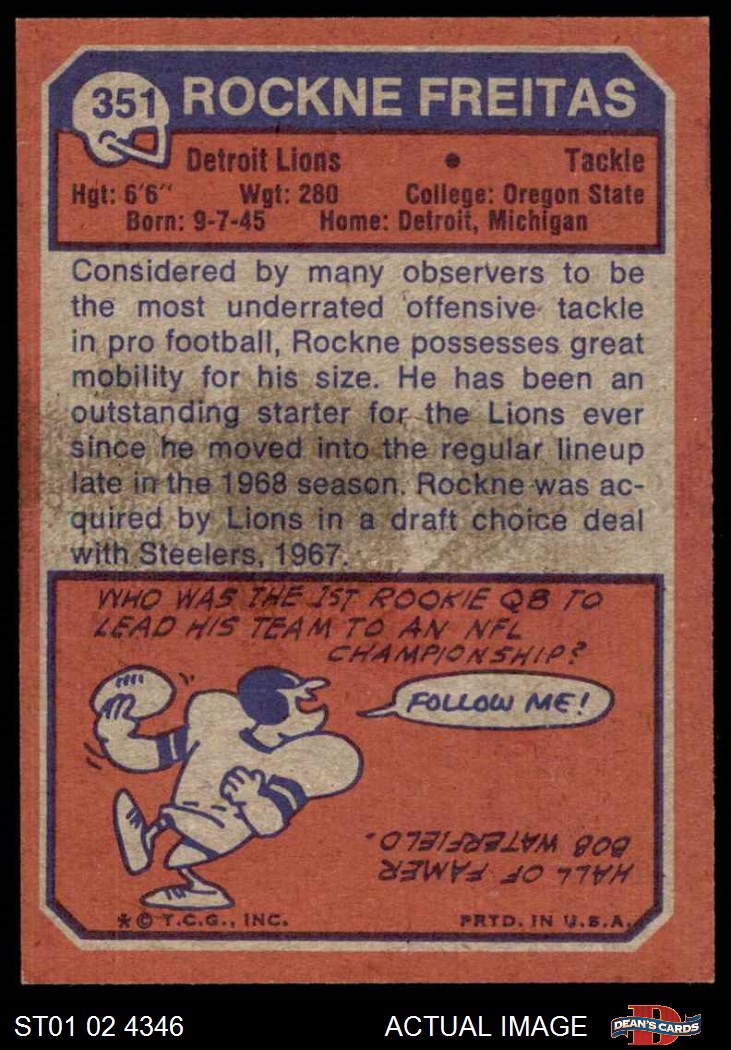 351 ROCKNE FREITAS
Detroit Lions • Tackle
Hgt: 6'6" Wgt: 280 College: Oregon State
Born: 9-7-45 Home: Detroit, Michigan
Considered by many observers to be
the most underrated offensive tackle
in pro football, Rockne possesses great
mobility for his size. He has been an
outstanding starter for the Lions ever
since he moved into the regular lineup
late in the 1968 season. Rockne was ac-
quired by Lions in a draft choice deal
with Steelers, 1967.
WHO WAS THE 1ST ROOKIE QB TO
LEAD HIS TEAM TO AN NFL
CHAMPIONSHIP?
FOLLOW ME!
HALL OF FAMER
BOB WATERFIELD.
*© T.C.G., INC. PRTD. IN U.S.A.
ST01 02 4346 ACTUAL IMAGE D
DEAN'S CARDS